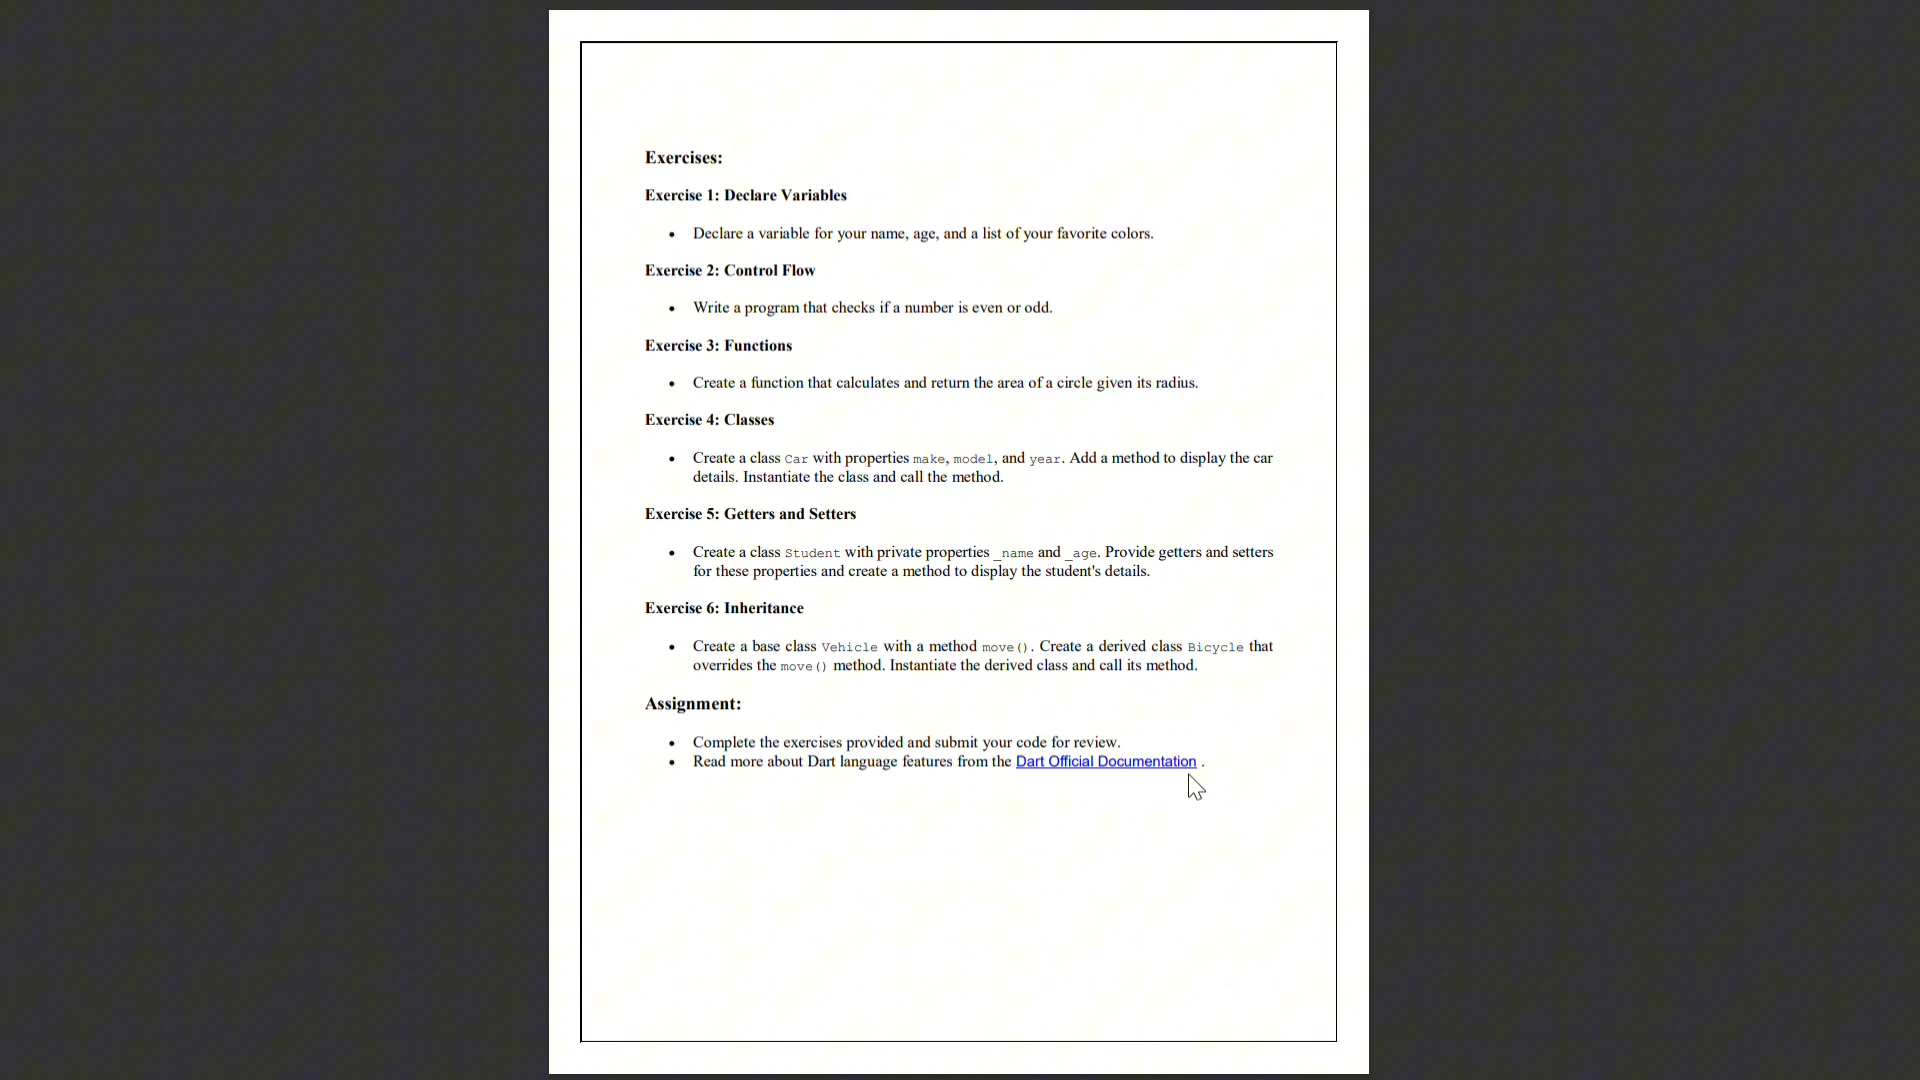 Exercises:
Exercise 1: Declare Variables
• Declare a variable for your name, age, and a list of your favorite colors.
Exercise 2: Control Flow
• Write a program that checks if a number is even or odd.
Exercise 3: Functions
• Create a function that calculates and return the area of a circle given its radius.
Exercise 4: Classes
• Create a class Car with properties make, model, and year. Add a method to display the car
details. Instantiate the class and call the method.
Exercise 5: Getters and Setters
• Create a class Student with private properties _name and _age. Provide getters and setters
for these properties and create a method to display the student's details.
Exercise 6: Inheritance
• Create a base class Vehicle with a method move(). Create a derived class Bicycle that
overrides the move() method. Instantiate the derived class and call its method.
Assignment:
• Complete the exercises provided and submit your code for review.
• Read more about Dart language features from the Dart Official Documentation .